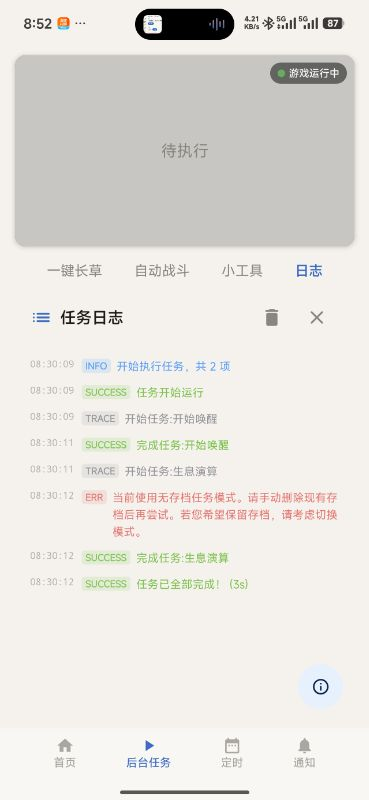 8:52 ··· 4.21 KB/s 5G 5G 87
游戏运行中
待执行
一键长草 自动战斗 小工具 日志
任务日志
08:30:09 INFO 开始执行任务，共 2 项
08:30:09 SUCCESS 任务开始运行
08:30:09 TRACE 开始任务:开始唤醒
08:30:11 SUCCESS 完成任务:开始唤醒
08:30:11 TRACE 开始任务:生息演算
08:30:12 ERR 当前使用无存档任务模式。请手动删除现有存
档后再尝试。若您希望保留存档，请考虑切换
模式。
08:30:12 SUCCESS 完成任务:生息演算
08:30:12 SUCCESS 任务已全部完成！ (3s)
首页 后台任务 定时 通知